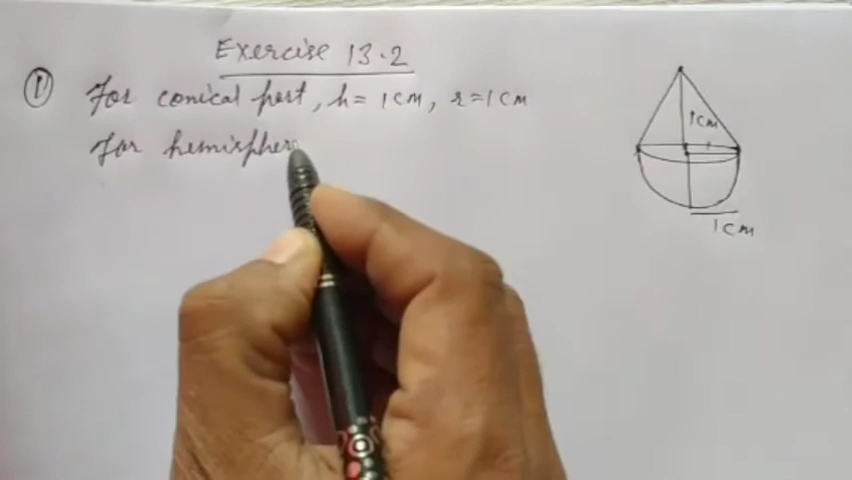 Exercise 13.2
① For conical part, h = 1 cm, r = 1 cm
For hemispher
1 cm
1 cm